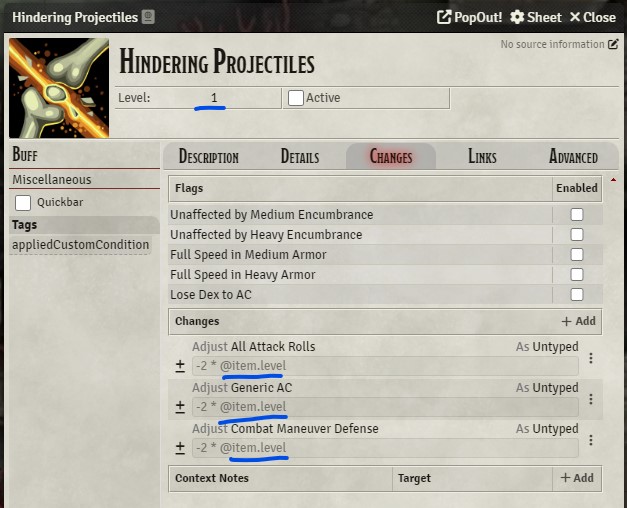 Hindering Projectiles
PopOut! Sheet Close
No source information
HINDERING PROJECTILES
Level: 1 Active
BUFF
Miscellaneous
Quickbar
Tags
appliedCustomCondition
DESCRIPTION DETAILS CHANGES LINKS ADVANCED
Flags Enabled
Unaffected by Medium Encumbrance
Unaffected by Heavy Encumbrance
Full Speed in Medium Armor
Full Speed in Heavy Armor
Lose Dex to AC
Changes + Add
Adjust All Attack Rolls As Untyped
-2 * @item.level
Adjust Generic AC As Untyped
-2 * @item.level
Adjust Combat Maneuver Defense As Untyped
-2 * @item.level
Context Notes Target + Add